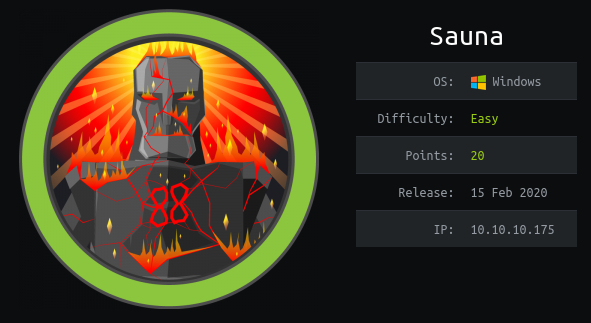 Sauna
OS: Windows
Difficulty: Easy
Points: 20
Release: 15 Feb 2020
IP: 10.10.10.175
88